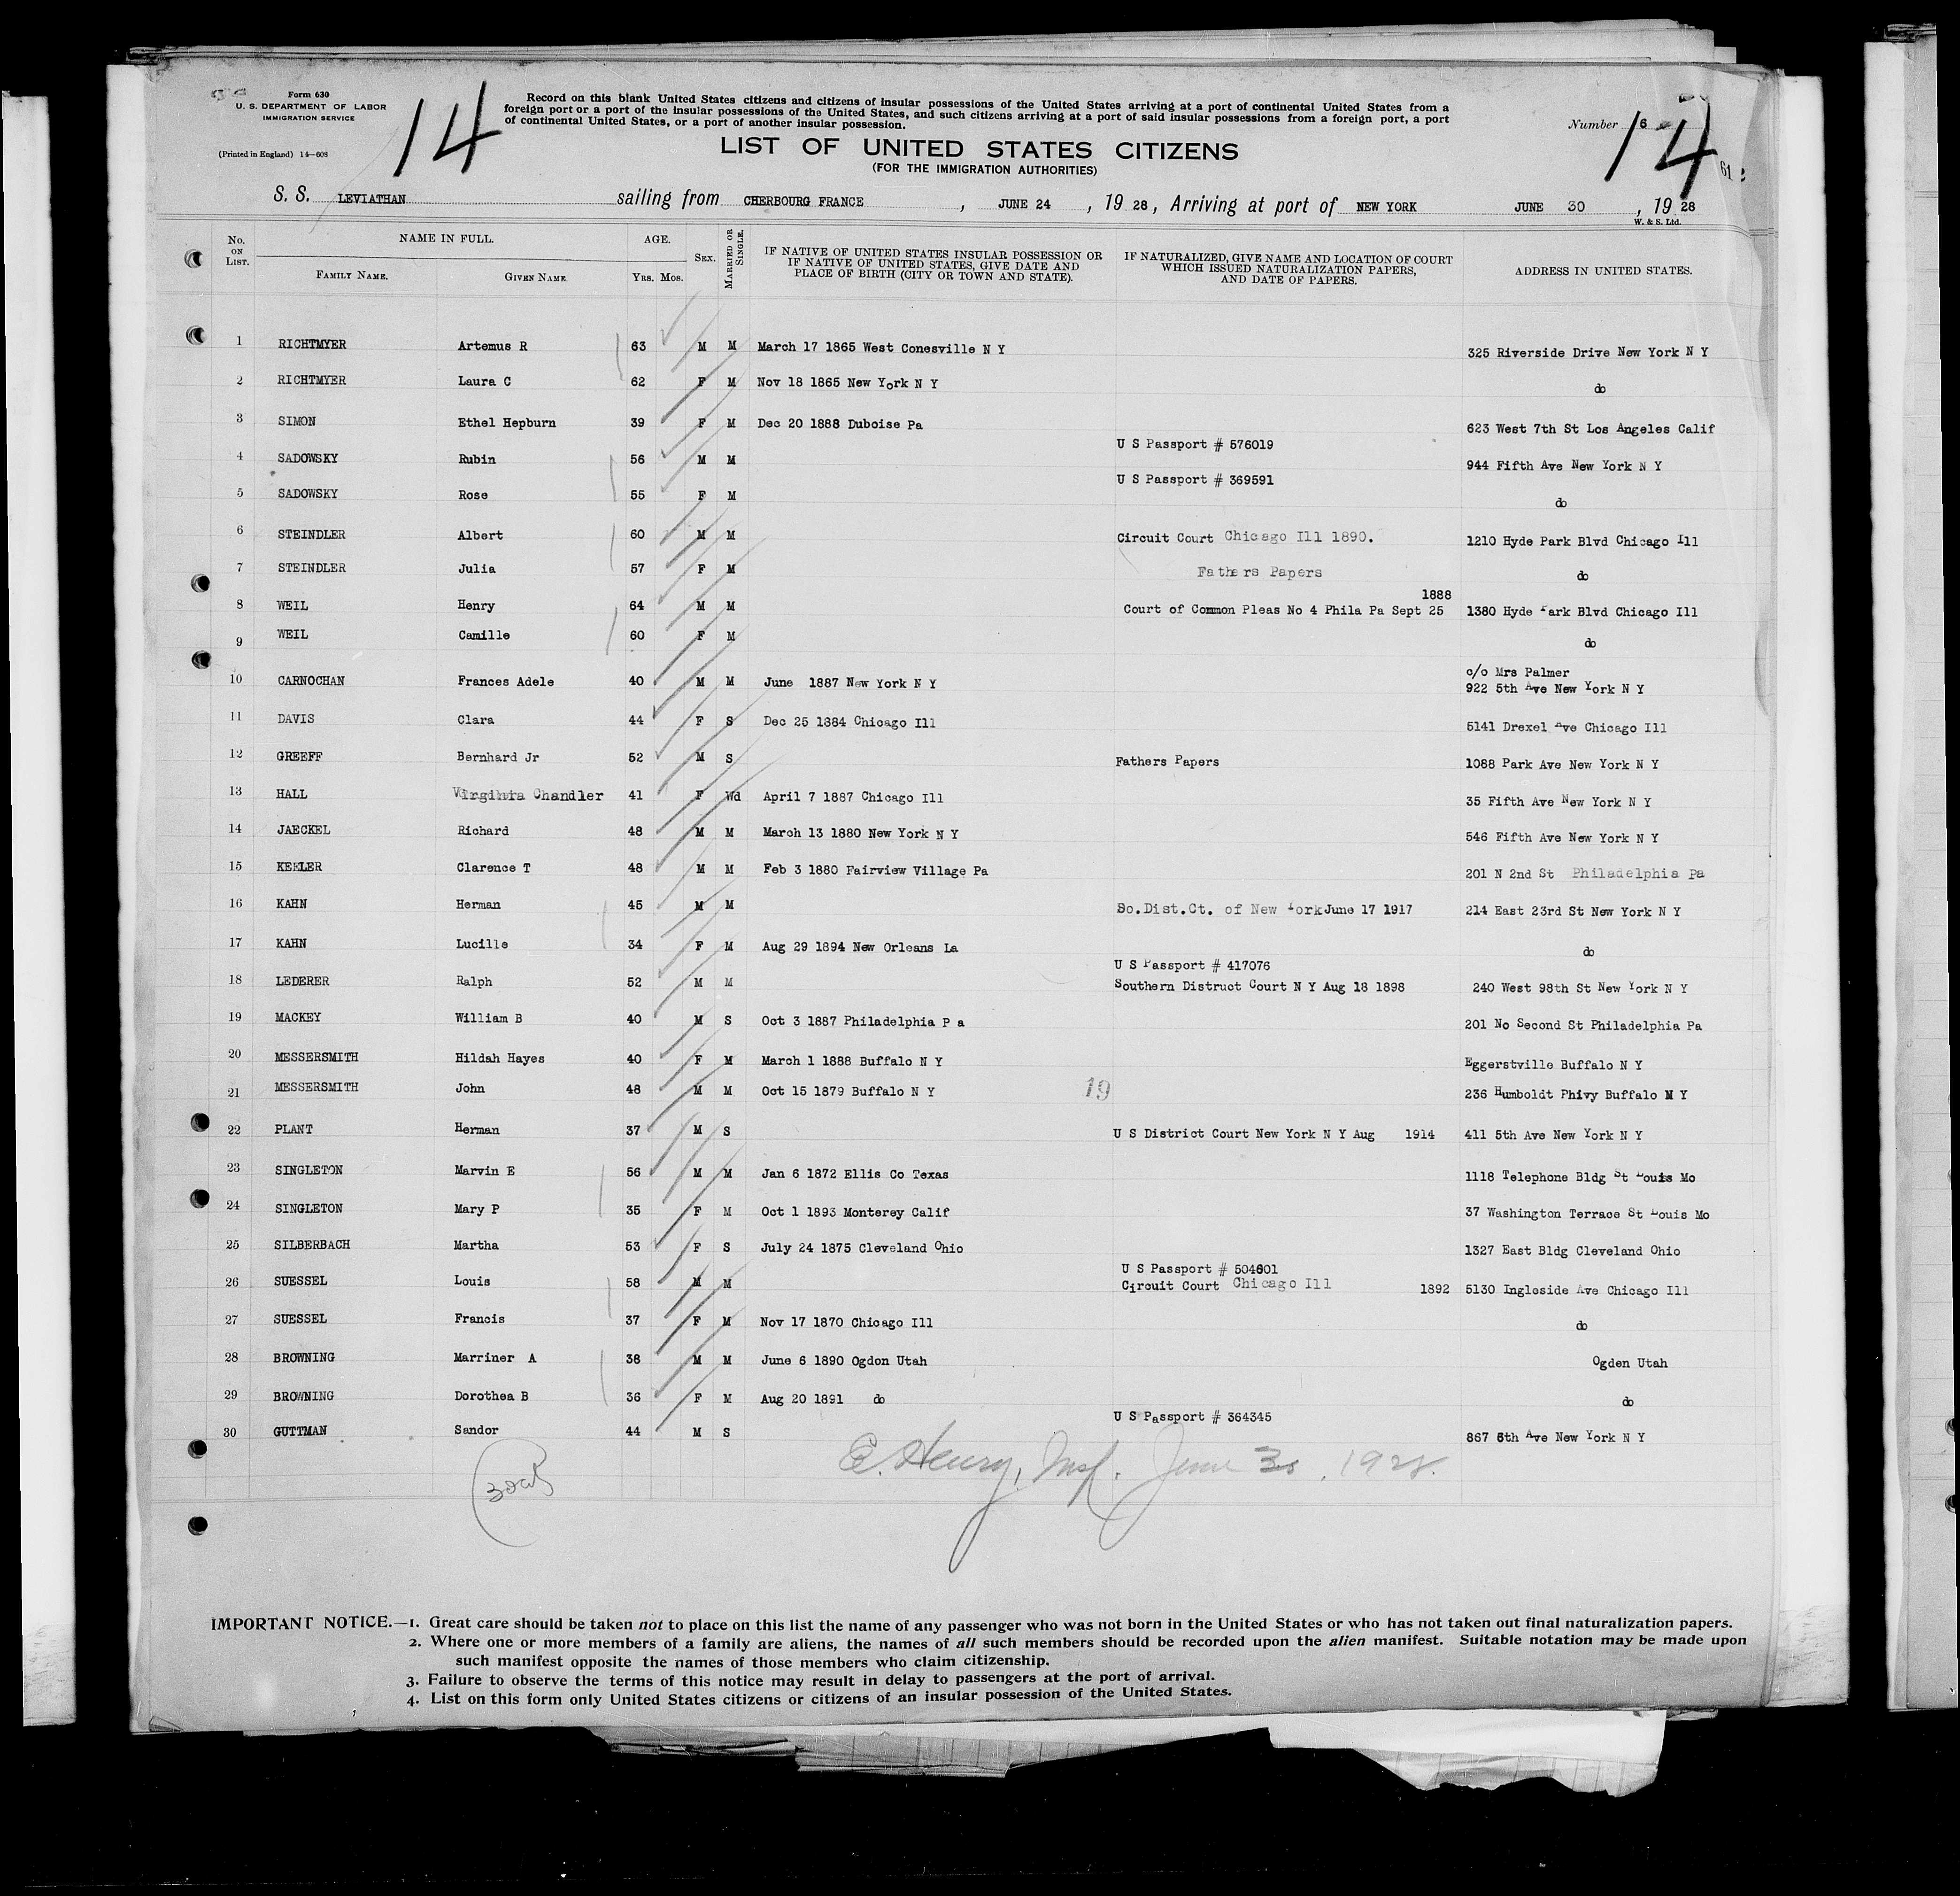 Form 630
U. S. DEPARTMENT OF LABOR
IMMIGRATION SERVICE
(Printed in England) 14—608
14
Record on this blank United States citizens and citizens of insular possessions of the United States arriving at a port of continental United States from a
foreign port or a port of the insular possessions of the United States, and such citizens arriving at a port of said insular possessions from a foreign port, a port
of continental United States, or a port of another insular possession.
LIST OF UNITED STATES CITIZENS
(FOR THE IMMIGRATION AUTHORITIES)
Number 6
14
S. S. LEVIATHAN sailing from CHERBOURG FRANCE , JUNE 24 , 19 28, Arriving at port of NEW YORK JUNE 30 , 19 28
W. & S. Ltd.
No. ON LIST. NAME IN FULL. FAMILY NAME. GIVEN NAME AGE. Yrs. Mos. SEX. MARRIED OR SINGLE. IF NATIVE OF UNITED STATES INSULAR POSSESSION OR IF NATIVE OF UNITED STATES, GIVE DATE AND PLACE OF BIRTH (CITY OR TOWN AND STATE). IF NATURALIZED, GIVE NAME AND LOCATION OF COURT WHICH ISSUED NATURALIZATION PAPERS, AND DATE OF PAPERS. ADDRESS IN UNITED STATES.
1 RICHTMYER Artemus R 63 M M March 17 1865 West Conesville N Y 325 Riverside Drive New York N Y
2 RICHTMYER Laura C 62 F M Nov 18 1865 New York N Y do
3 SIMON Ethel Hepburn 39 F M Dec 20 1888 Duboise Pa 623 West 7th St Los Angeles Calif
U S Passport # 576019
4 SADOWSKY Rubin 56 M M 944 Fifth Ave New York N Y
U S Passport # 369591
5 SADOWSKY Rose 55 F M do
6 STEINDLER Albert 60 M M Circuit Court Chicago Ill 1890. 1210 Hyde Park Blvd Chicago Ill
7 STEINDLER Julia 57 F M Fathers Papers do
1888
8 WEIL Henry 64 M M Court of Common Pleas No 4 Phila Pa Sept 25 1380 Hyde Park Blvd Chicago Ill
9 WEIL Camille 60 F M do
c/o Mrs Palmer
10 CARNOCHAN Frances Adele 40 M M June 1887 New York N Y 922 5th Ave New York N Y
11 DAVIS Clara 44 F S Dec 25 1884 Chicago Ill 5141 Drexel Ave Chicago Ill
12 GREEFF Bernhard Jr 52 M S Fathers Papers 1088 Park Ave New York N Y
13 HALL Virginia Chandler 41 F Wd April 7 1887 Chicago Ill 35 Fifth Ave New York N Y
14 JAECKEL Richard 48 M M March 13 1880 New York N Y 546 Fifth Ave New York N Y
15 KEELER Clarence T 48 M M Feb 3 1880 Fairview Village Pa 201 N 2nd St Philadelphia Pa
16 KAHN Herman 45 M M So.Dist.Ct. of New York June 17 1917 214 East 23rd St New York N Y
17 KAHN Lucille 34 F M Aug 29 1894 New Orleans La do
U S Passport # 417076
18 LEDERER Ralph 52 M M Southern Distruct Court N Y Aug 18 1898 240 West 98th St New York N Y
19 MACKEY William B 40 M S Oct 3 1887 Philadelphia P a 201 No Second St Philadelphia Pa
20 MESSERSMITH Hildah Hayes 40 F M March 1 1888 Buffalo N Y Eggerstville Buffalo N Y
21 MESSERSMITH John 48 M M Oct 15 1879 Buffalo N Y 19 236 Humboldt Phivy Buffalo N Y
22 PLANT Herman 37 M S U S District Court New York N Y Aug 1914 411 5th Ave New York N Y
23 SINGLETON Marvin E 56 M M Jan 6 1872 Ellis Co Texas 1118 Telephone Bldg St Louis Mo
24 SINGLETON Mary P 35 F M Oct 1 1893 Monterey Calif 37 Washington Terrace St Louis Mo
25 SILBERBACH Martha 53 F S July 24 1875 Cleveland Ohio 1327 East Bldg Cleveland Ohio
U S Passport # 504601
26 SUESSEL Louis 58 M M Circuit Court Chicago Ill 1892 5130 Ingleside Ave Chicago Ill
27 SUESSEL Francis 37 F M Nov 17 1870 Chicago Ill do
28 BROWNING Marriner A 38 M M June 6 1890 Ogdon Utah Ogden Utah
29 BROWNING Dorothea B 36 F M Aug 20 1891 do do
U S Passport # 364345
30 GUTTMAN Sandor 44 M S 867 6th Ave New York N Y
E. Henry, Insp. June 30, 1928.
IMPORTANT NOTICE.—1. Great care should be taken not to place on this list the name of any passenger who was not born in the United States or who has not taken out final naturalization papers.
2. Where one or more members of a family are aliens, the names of all such members should be recorded upon the alien manifest. Suitable notation may be made upon
such manifest opposite the names of those members who claim citizenship.
3. Failure to observe the terms of this notice may result in delay to passengers at the port of arrival.
4. List on this form only United States citizens or citizens of an insular possession of the United States.